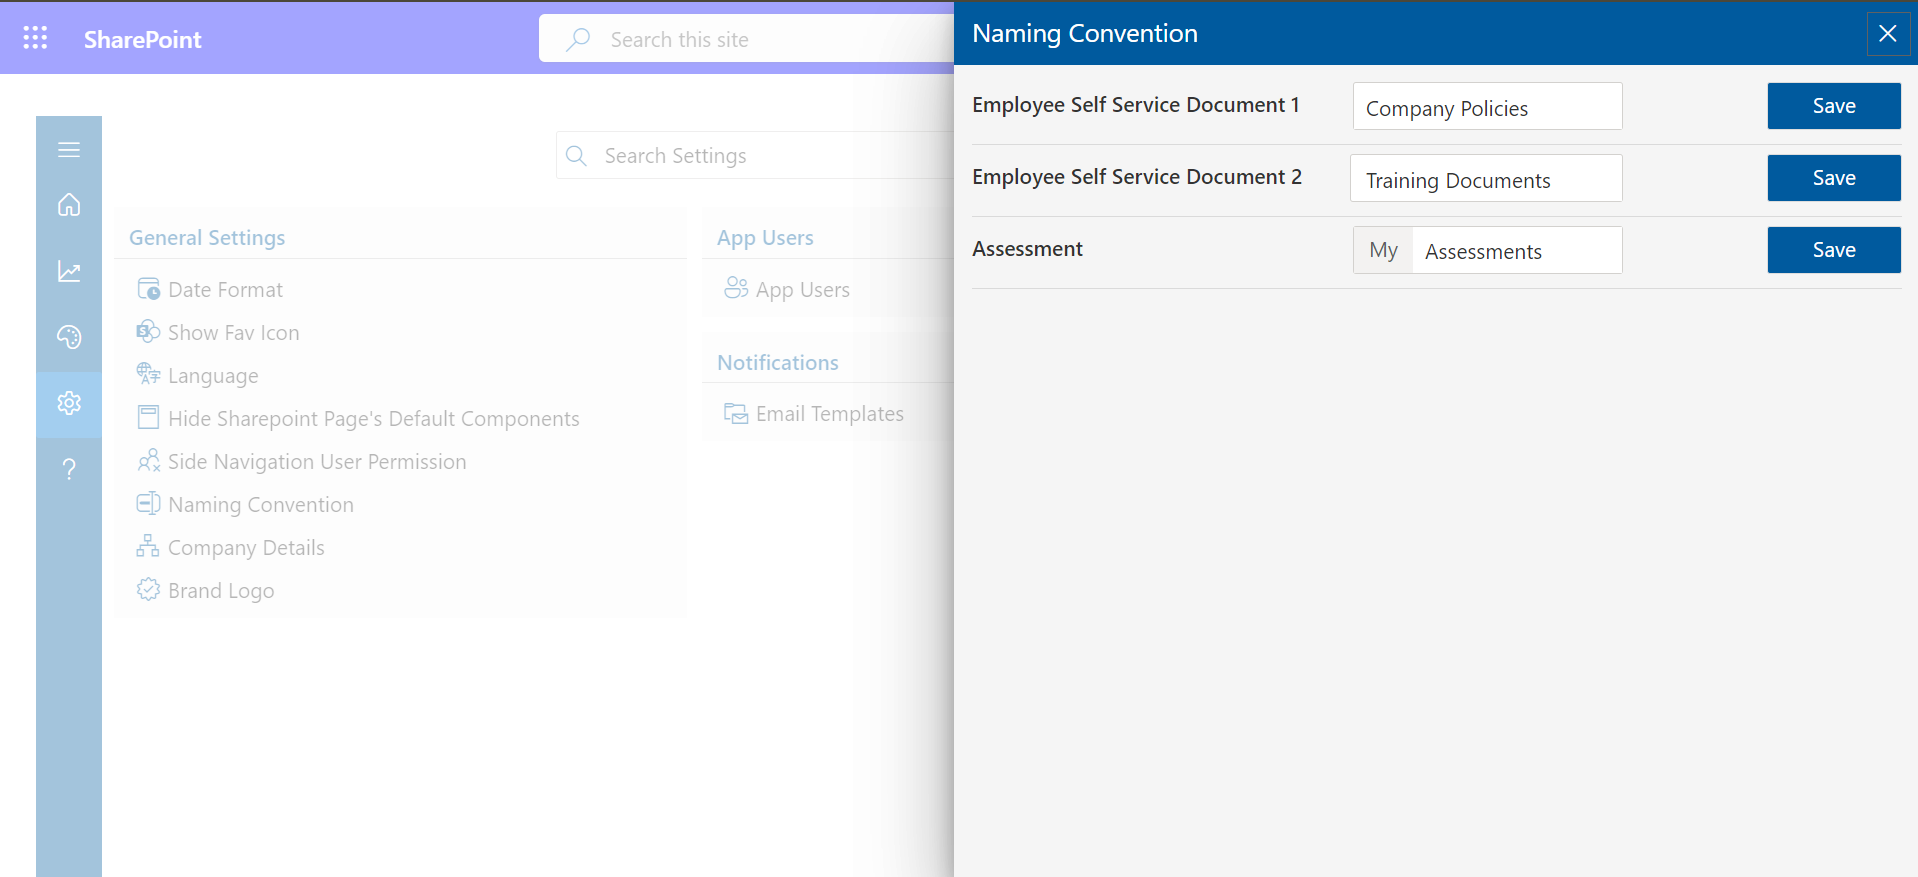 SharePoint
Search this site
Search Settings
General Settings
Date Format
Show Fav Icon
Language
Hide Sharepoint Page's Default Components
Side Navigation User Permission
Naming Convention
Company Details
Brand Logo
App Users
App Users
Notifications
Email Templates
Naming Convention
Employee Self Service Document 1 Company Policies Save
Employee Self Service Document 2 Training Documents Save
Assessment My Assessments Save